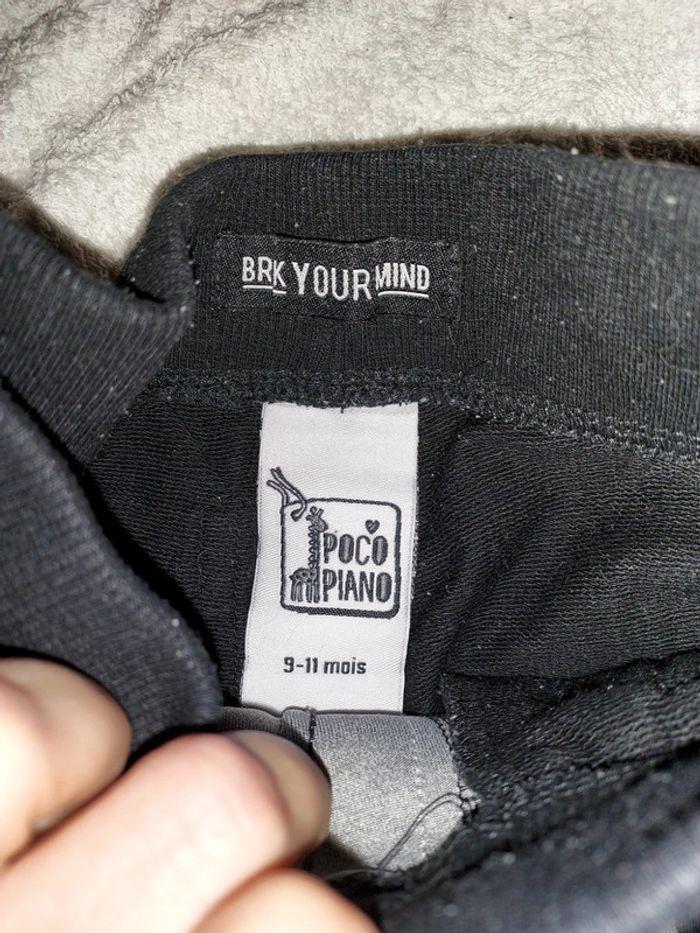 BRK YOUR MIND
POCO
PIANO
9-11 mois